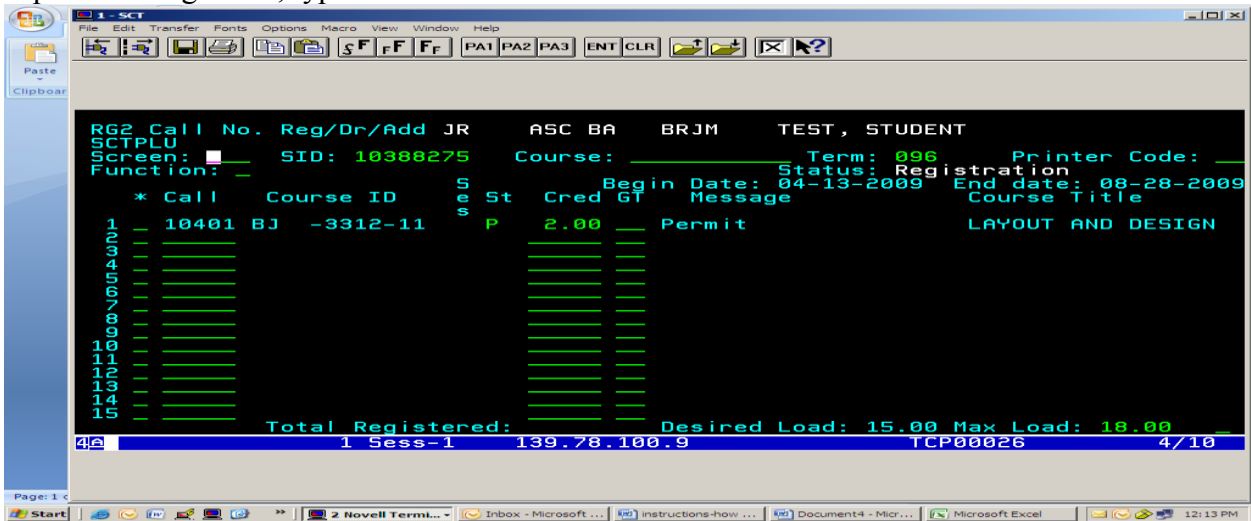 1 - SCT
File Edit Transfer Fonts Options Macro View Window Help
PA1 PA2 PA3 ENT CLR
Paste
Clipboar
RG2 Call No. Reg/Dr/Add JR ASC BA BRJM TEST, STUDENT
SCTPLU
Screen: SID: 10388275 Course: Term: 096 Printer Code:
Function: Status: Registration
S Begin Date: 04-13-2009 End date: 08-28-2009
* Call Course ID e St Cred GT Message Course Title
s
1 10401 BJ -3312-11 P 2.00 Permit LAYOUT AND DESIGN
2
3
4
5
6
7
8
9
10
11
12
13
14
15
Total Registered: Desired Load: 15.00 Max Load: 18.00
1 Sess-1 139.78.100.9 TCP00026 4/10
Page: 1
Start 2 Novell Termi... Inbox - Microsoft ... instructions-how ... Document4 - Micr... Microsoft Excel 12:13 PM